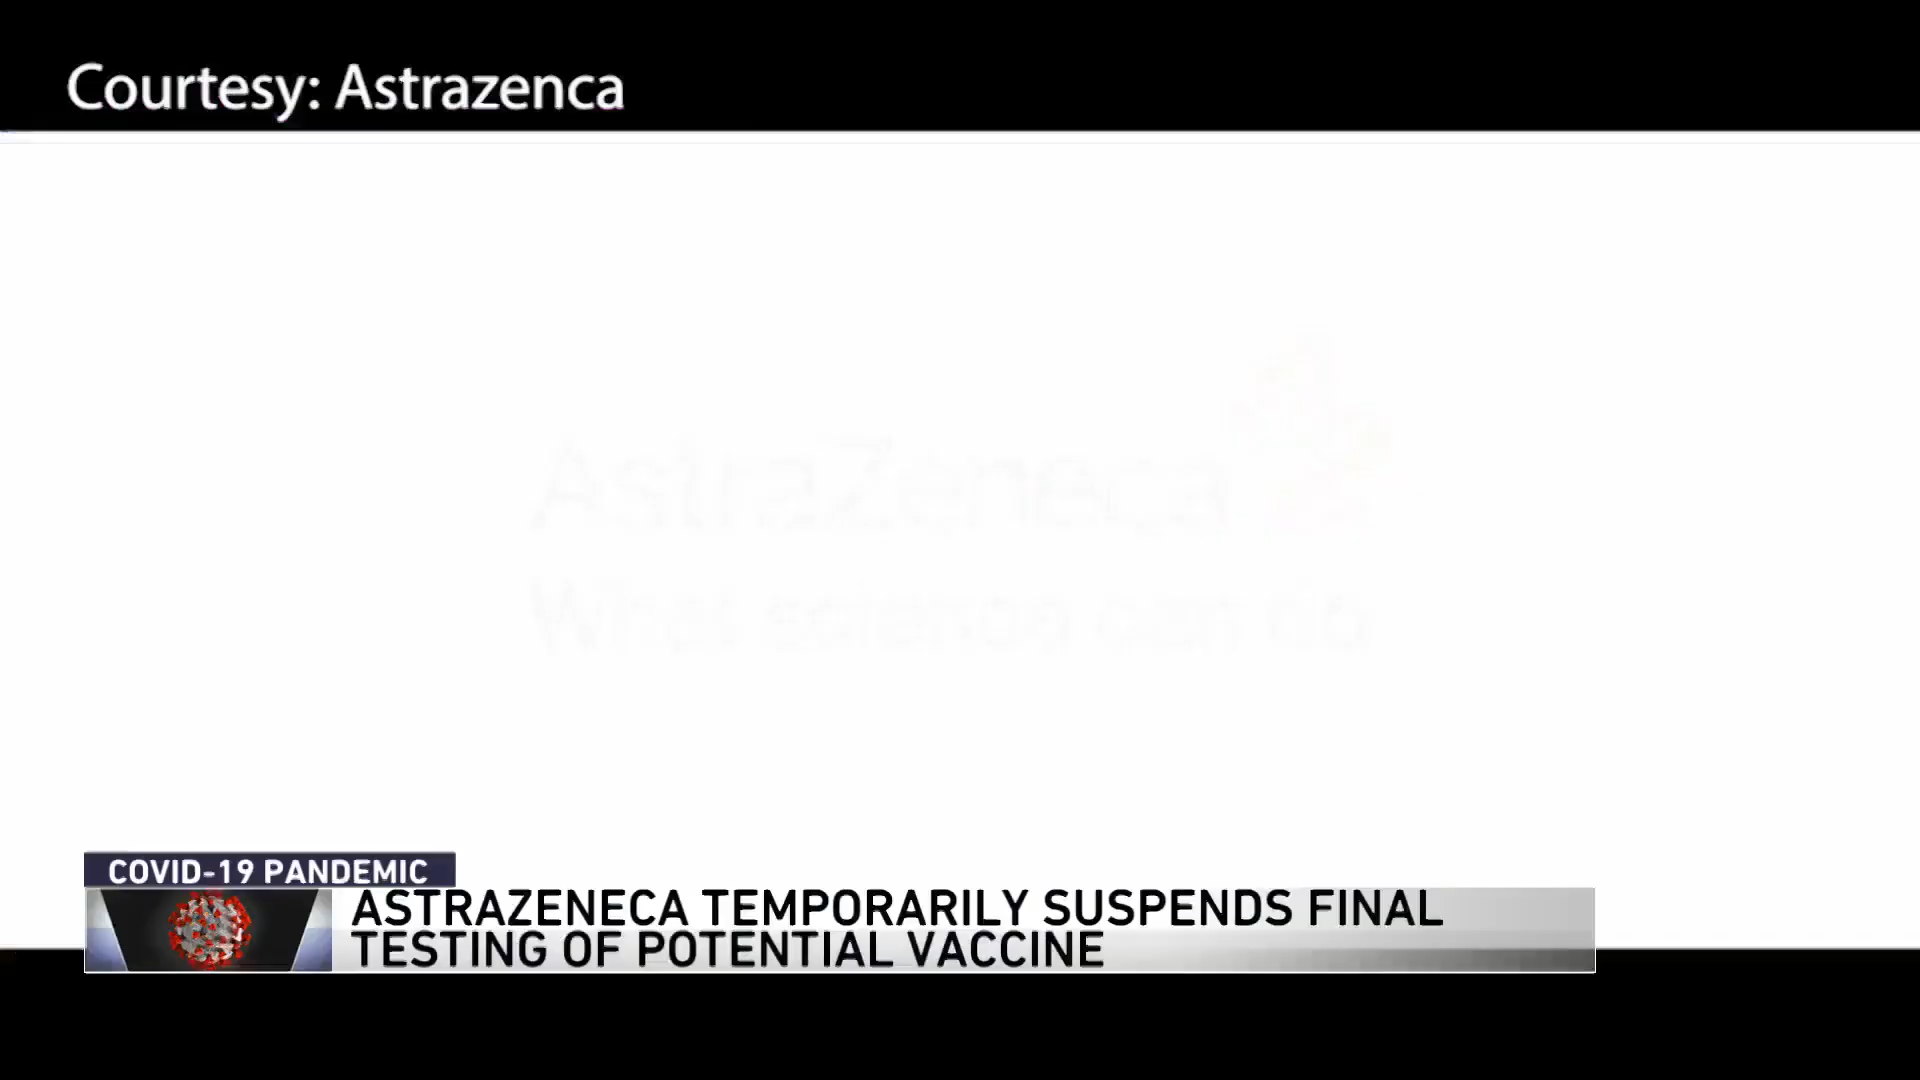 Courtesy: Astrazenca
AstraZeneca
What science can do
COVID-19 PANDEMIC
ASTRAZENECA TEMPORARILY SUSPENDS FINAL
TESTING OF POTENTIAL VACCINE